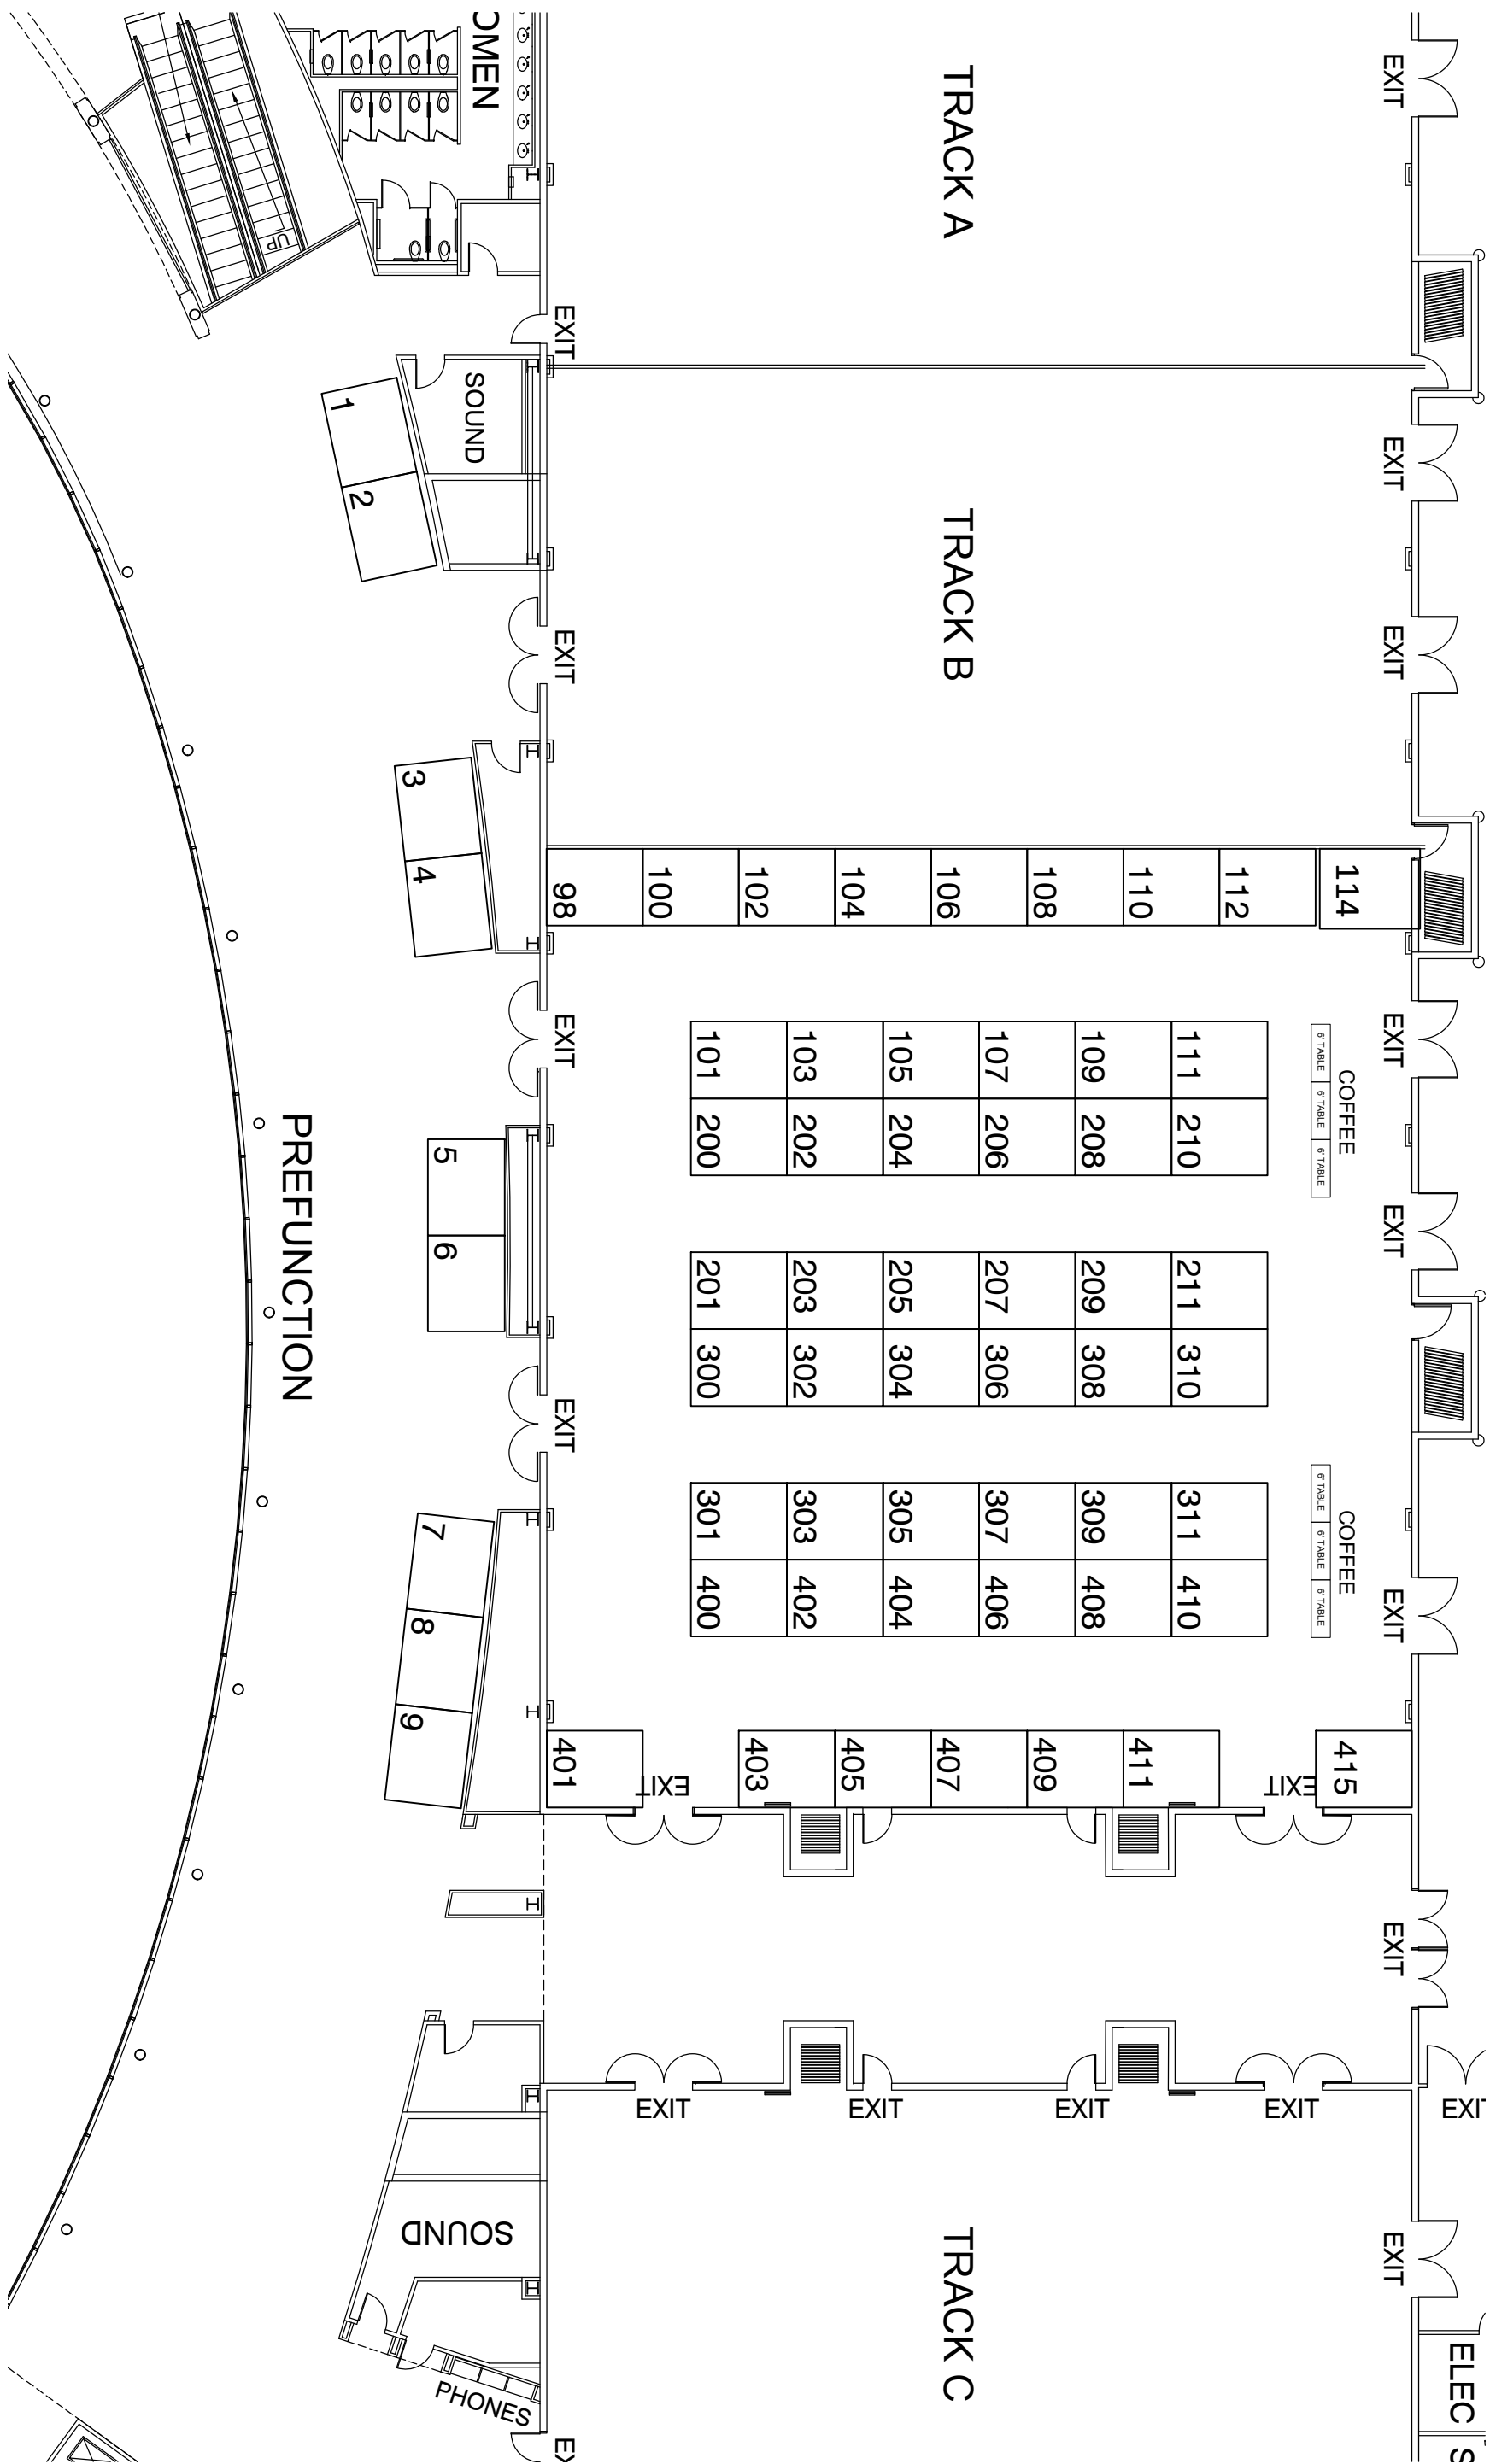 OMEN
TRACK A
EXIT
UP
EXIT
SOUND
1
2
TRACK B
EXIT
EXIT
EXIT
3
4
98
100
102
104
106
108
110
112
114
EXIT
EXIT
101
103
105
107
109
111
200
202
204
206
208
210
6' TABLE
6' TABLE
6' TABLE
COFFEE
EXIT
5
6
PREFUNCTION
201
203
205
207
209
211
300
302
304
306
308
310
EXIT
7
8
9
301
303
305
307
309
311
400
402
404
406
408
410
6' TABLE
6' TABLE
6' TABLE
COFFEE
EXIT
401
403
405
407
409
411
415
EXIT
EXIT
EXIT
EXIT
EXIT
EXIT
EXIT
EXI
SOUND
TRACK C
EXIT
PHONES
EX
ELEC
S